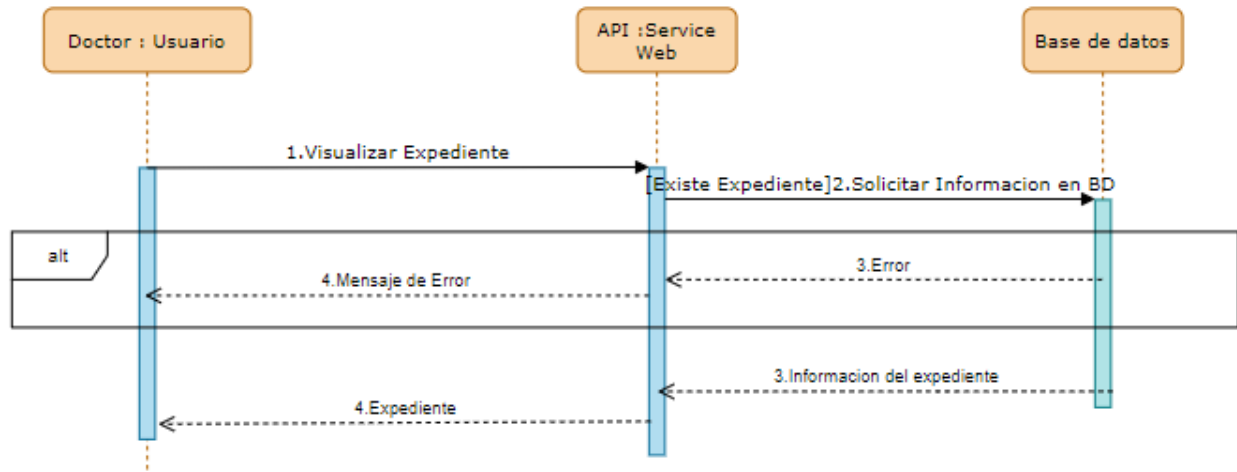 Doctor : Usuario
API :Service
Web
Base de datos
1.Visualizar Expediente
[Existe Expediente]2.Solicitar Informacion en BD
alt
3.Error
4.Mensaje de Error
3.Informacion del expediente
4.Expediente